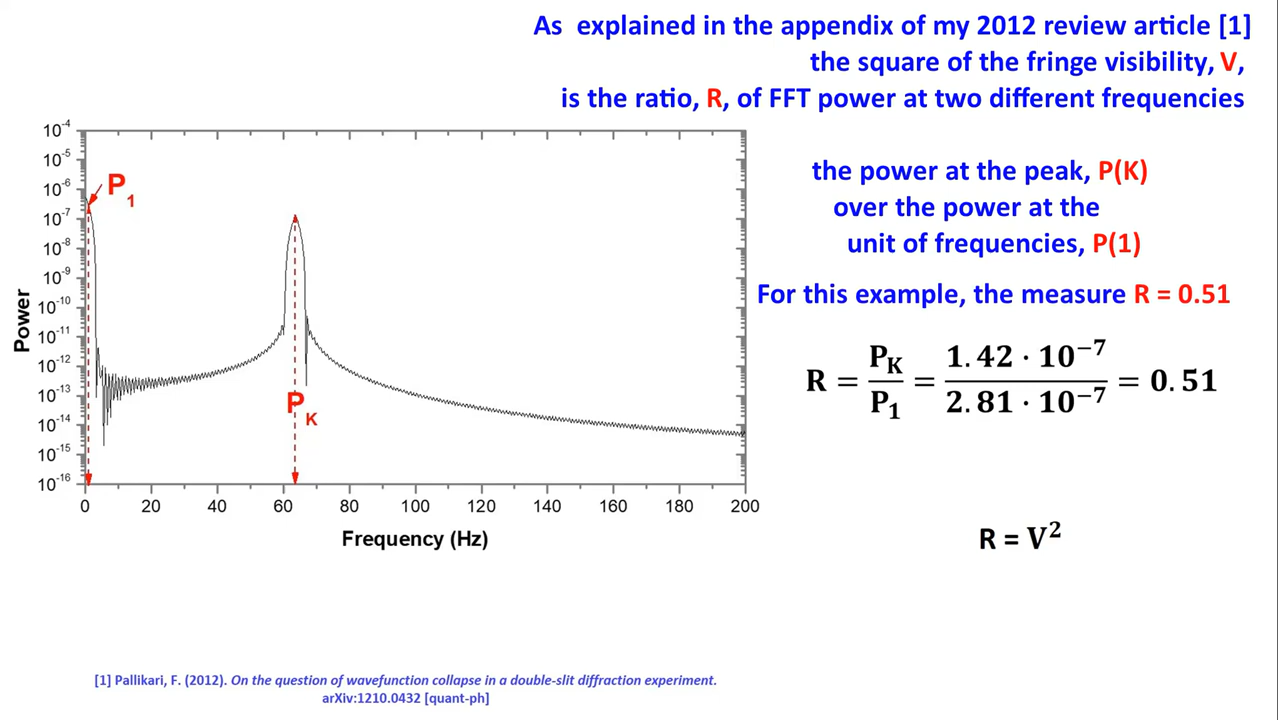 As explained in the appendix of my 2012 review article [1]
the square of the fringe visibility, V,
is the ratio, R, of FFT power at two different frequencies
the power at the peak, P(K)
over the power at the
unit of frequencies, P(1)
For this example, the measure R = 0.51
R = P_K / P_1 = 1.42 · 10^-7 / 2.81 · 10^-7 = 0.51
R = V²
10^-4
10^-5
10^-6
10^-7
10^-8
10^-9
10^-10
10^-11
10^-12
10^-13
10^-14
10^-15
10^-16
Power
P_1
P_K
0 20 40 60 80 100 120 140 160 180 200
Frequency (Hz)
[1] Pallikari, F. (2012). On the question of wavefunction collapse in a double-slit diffraction experiment.
arXiv:1210.0432 [quant-ph]